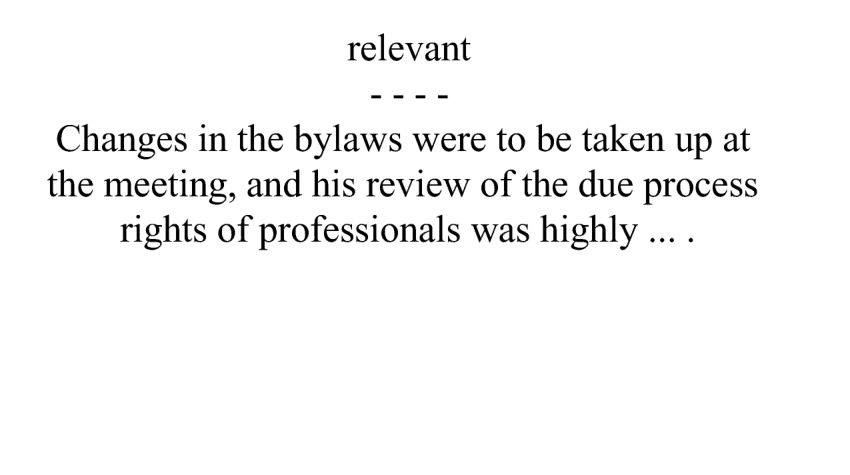 relevant
- - - -
Changes in the bylaws were to be taken up at
the meeting, and his review of the due process
rights of professionals was highly ... .